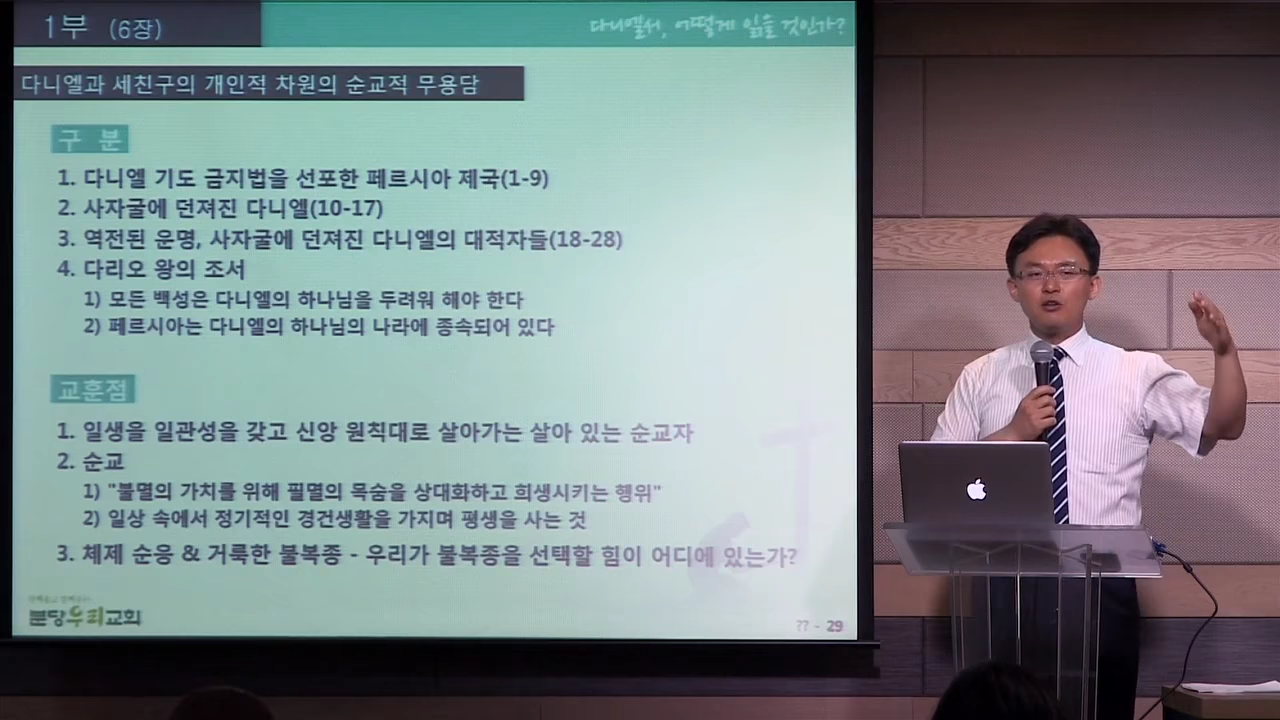 1부 (6장)
다니엘서, 어떻게 읽을 것인가?
다니엘과 세친구의 개인적 차원의 순교적 무용담
구 분
1. 다니엘 기도 금지법을 선포한 페르시아 제국(1-9)
2. 사자굴에 던져진 다니엘(10-17)
3. 역전된 운명, 사자굴에 던져진 다니엘의 대적자들(18-28)
4. 다리오 왕의 조서
1) 모든 백성은 다니엘의 하나님을 두려워 해야 한다
2) 페르시아는 다니엘의 하나님의 나라에 종속되어 있다
교훈점
1. 일생을 일관성을 갖고 신앙 원칙대로 살아가는 살아 있는 순교자
2. 순교
1) "불멸의 가치를 위해 필멸의 목숨을 상대화하고 희생시키는 행위"
2) 일상 속에서 정기적인 경건생활을 가지며 평생을 사는 것
3. 체제 순응 & 거룩한 불복종 - 우리가 불복종을 선택할 힘이 어디에 있는가?
분당우리교회
?? - 29